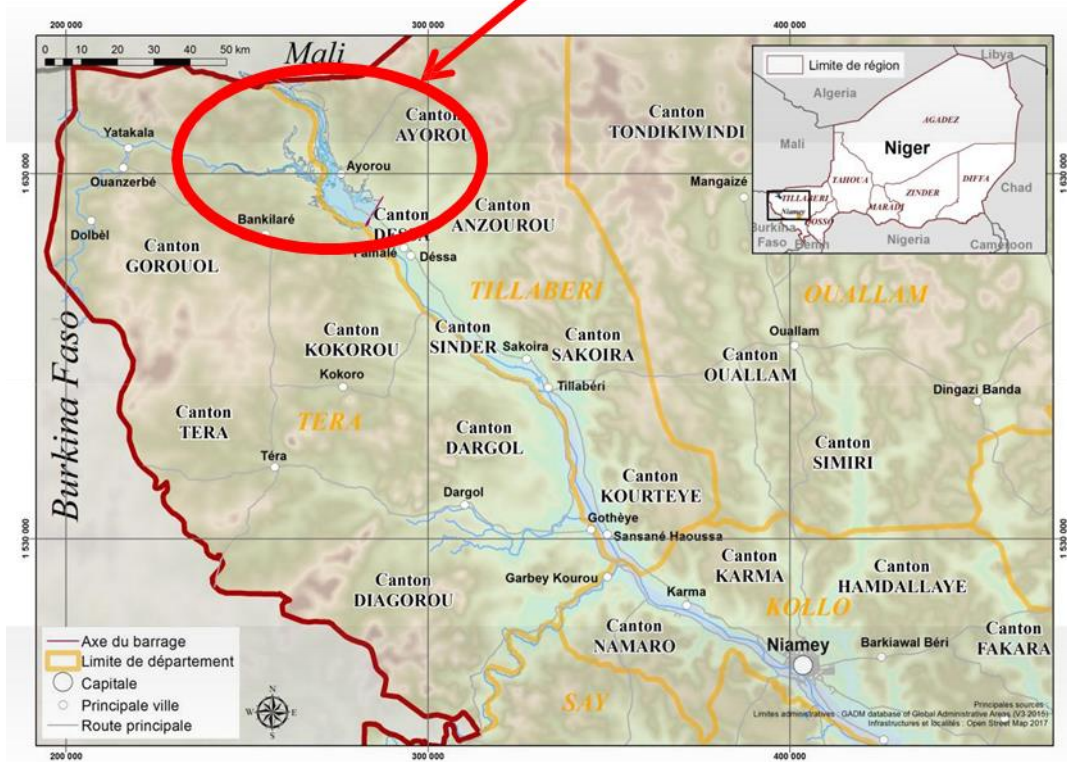 200 000
300 000
400 000
0 10 20 30 40 50 km
Mali
Canton
AYOROU
Canton
TONDIKIWINDI
Yatakala
Ayorou
Mangaizé
1 630 000
1 630 000
Ouanzerbé
Canton
ANZOUROU
Bankilaré
Canton
DESSA
Dolbèl
Canton
GOROUOL
Famalé
Déssa
TILLABERI
OUALLAM
Burkina Faso
Canton
KOKOROU
Canton
SINDER
Sakoira
Canton
SAKOIRA
Ouallam
Canton
OUALLAM
Kokoro
Tillabéri
Dingazi Banda
Canton
TERA
TERA
Canton
DARGOL
Canton
SIMIRI
Téra
Dargol
Canton
KOURTEYE
Gothèye
Sansané Haoussa
1 530 000
1 530 000
Garbey Kourou
Canton
KARMA
Canton
HAMDALLAYE
Canton
DIAGOROU
Karma
KOLLO
Canton
NAMARO
Niamey
Barkiawal Béri
Canton
FAKARA
SAY
Limite de région
Libya
Algeria
Mali
AGADEZ
Niger
TAHOUA
DIFFA
Chad
ZINDER
TILLABERI
Niamey
MARADI
DOSSO
Burkina
Faso
Benin
Nigeria
Cameroon
Axe du barrage
Limite de département
Capitale
Principale ville
Route principale
N
W
E
S
Principales sources :
Limites administratives : GADM database of Global Administrative Areas (V3-2015)
Infrastructures et localités : Open Street Map 2017
200 000
300 000
400 000